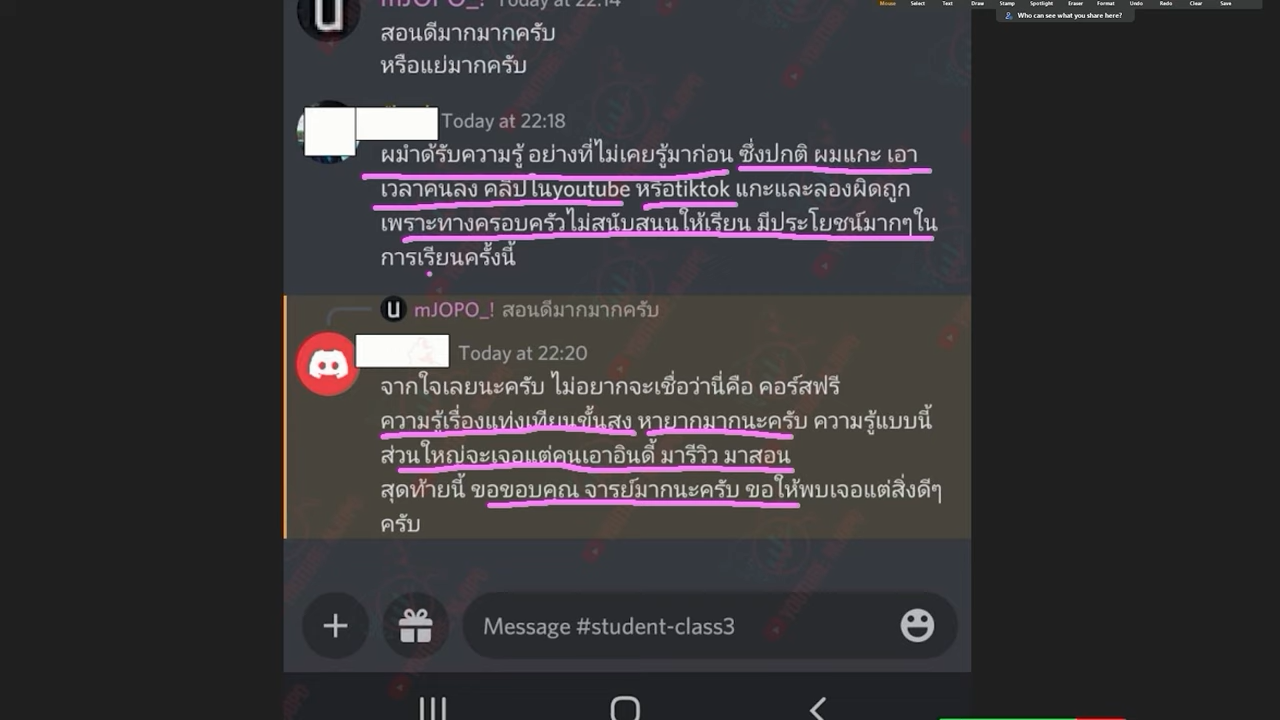 Mouse Select Text Draw Stamp Spotlight Eraser Format Undo Redo Clear Save
Who can see what you share here?
mJOPO_! Today at 22:14
สอนดีมากมากครับ
หรือแย่มากครับ
Today at 22:18
ผมำด้รับความรู้ อย่างที่ไม่เคยรู้มาก่อน ซึ่งปกติ ผมแกะ เอา
เวลาคนลง คลิปในyoutube หรือtiktok แกะและลองผิดถูก
เพราะทางครอบครัวไม่สนับสนนให้เรียน มีประโยชน์มากๆใน
การเรียนครั้งนี้
mJOPO_! สอนดีมากมากครับ
Today at 22:20
จากใจเลยนะครับ ไม่อยากจะเชื่อว่านี่คือ คอร์สฟรี
ความรู้เรื่องแท่งเทียนขั้นสง หายากมากนะครับ ความรู้แบบนี้
ส่วนใหญ่จะเจอแต่คนเอาอินดี้ มารีวิว มาสอน
สุดท้ายนี้ ขอขอบคุณ จารย์มากนะครับ ขอให้พบเจอแต่สิ่งดีๆ
ครับ
Message #student-class3